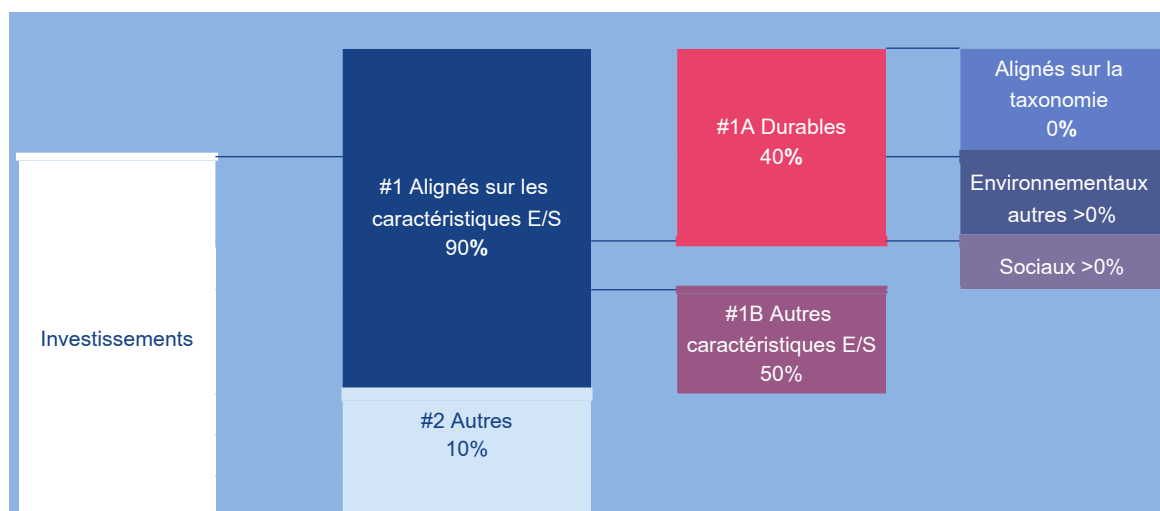 Investissements
#1 Alignés sur les
caractéristiques E/S
90%
#2 Autres
10%
#1A Durables
40%
#1B Autres
caractéristiques E/S
50%
Alignés sur la
taxonomie
0%
Environnementaux
autres >0%
Sociaux >0%